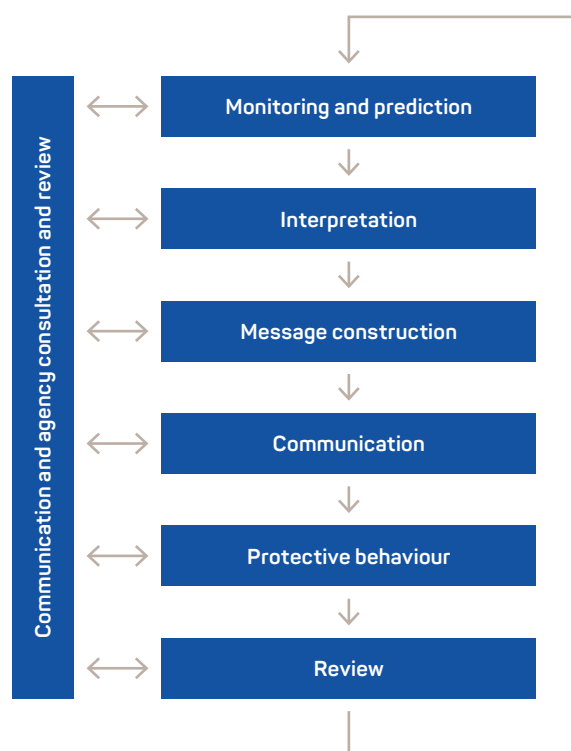 Communication and agency consultation and review
Monitoring and prediction
Interpretation
Message construction
Communication
Protective behaviour
Review